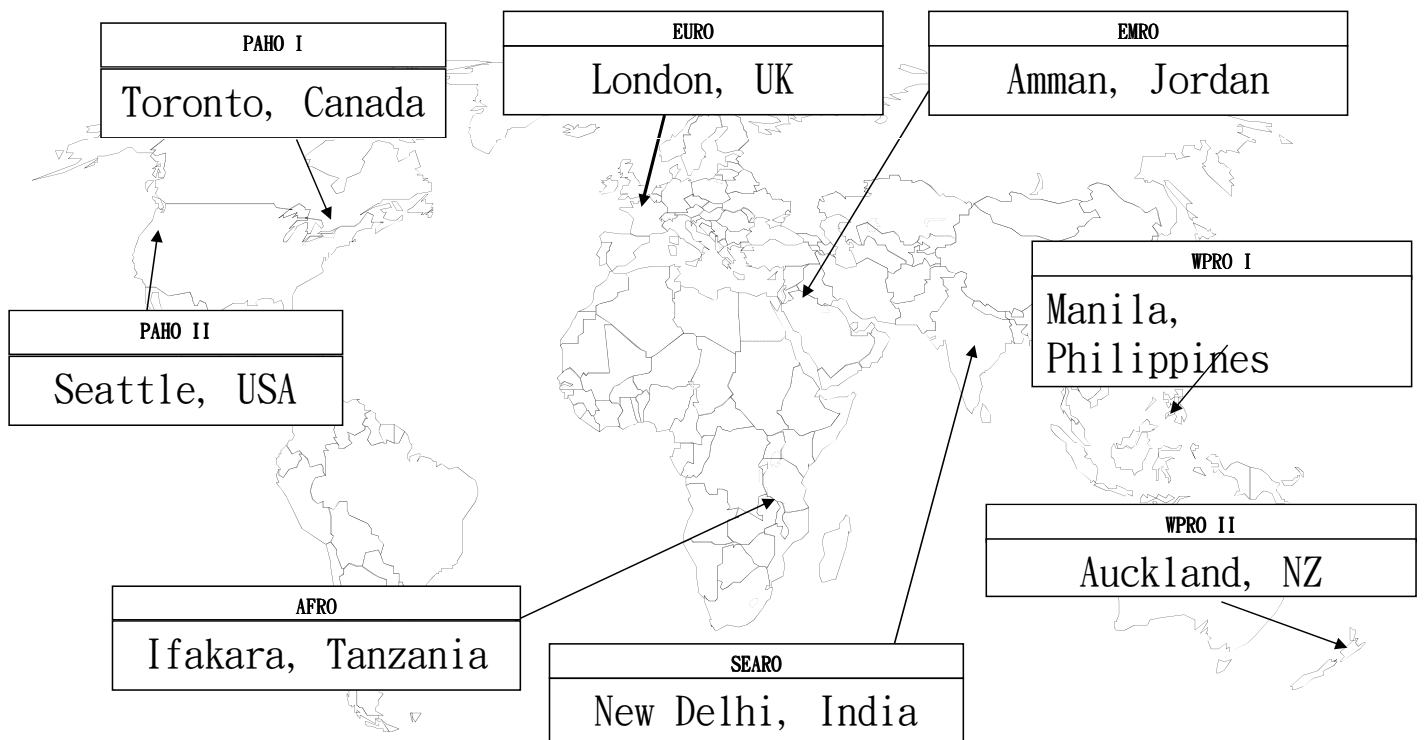 PAHO I
Toronto, Canada
EURO
London, UK
EMRO
Amman, Jordan
WPRO I
Manila,
Philippines
PAHO II
Seattle, USA
WPRO II
Auckland, NZ
AFRO
Ifakara, Tanzania
SEARO
New Delhi, India